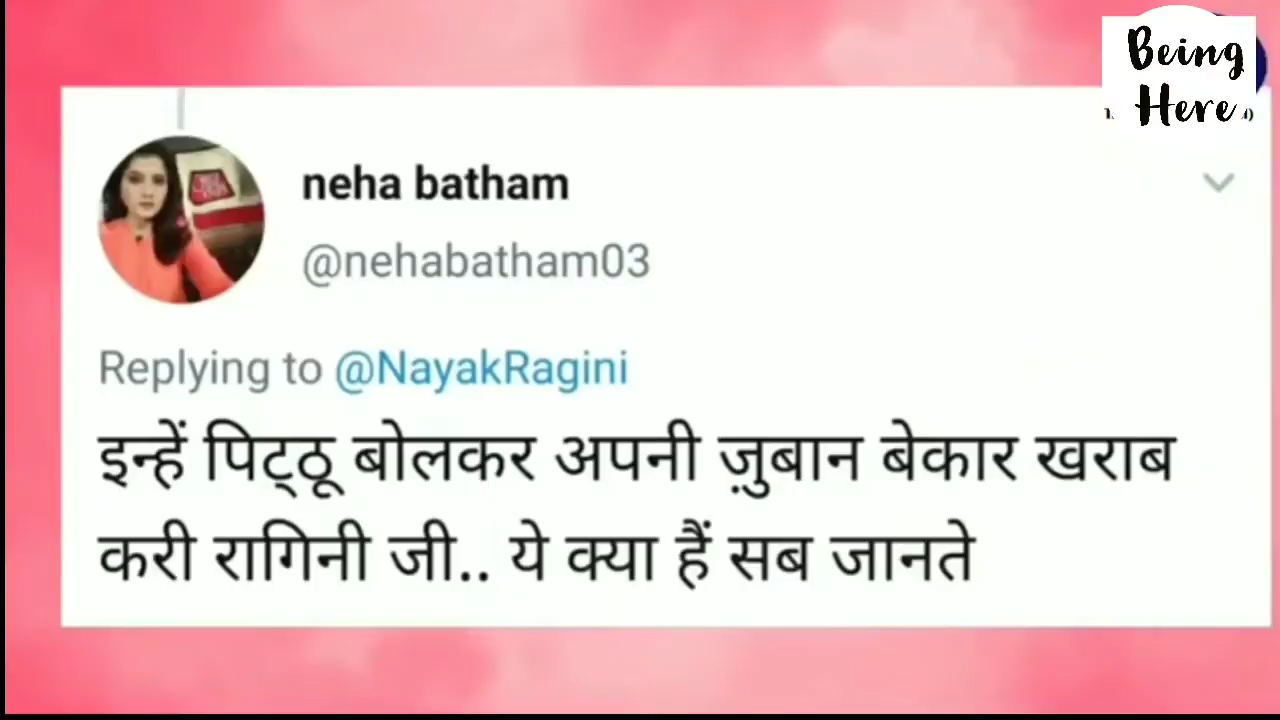 Being
Here
neha batham
@nehabatham03
Replying to @NayakRagini
इन्हें पिट्ठू बोलकर अपनी ज़ुबान बेकार खराब
करी रागिनी जी.. ये क्या हैं सब जानते